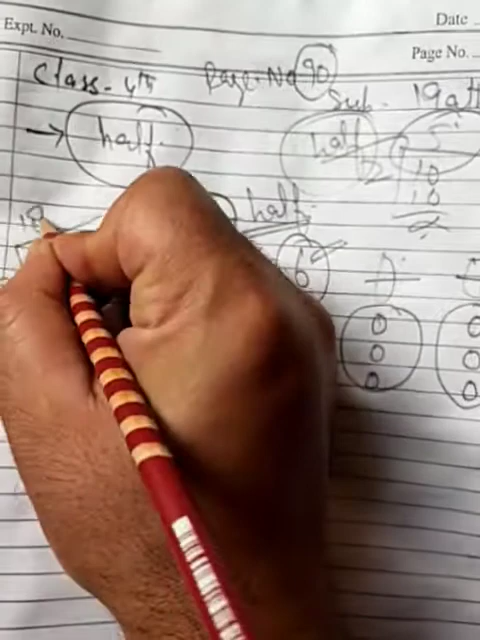 Date
Expt. No.
Page No.
Class - 4th Page No 90
Sub.
half
half 5
10
10
half
18
6
0 0
0 0
0 0